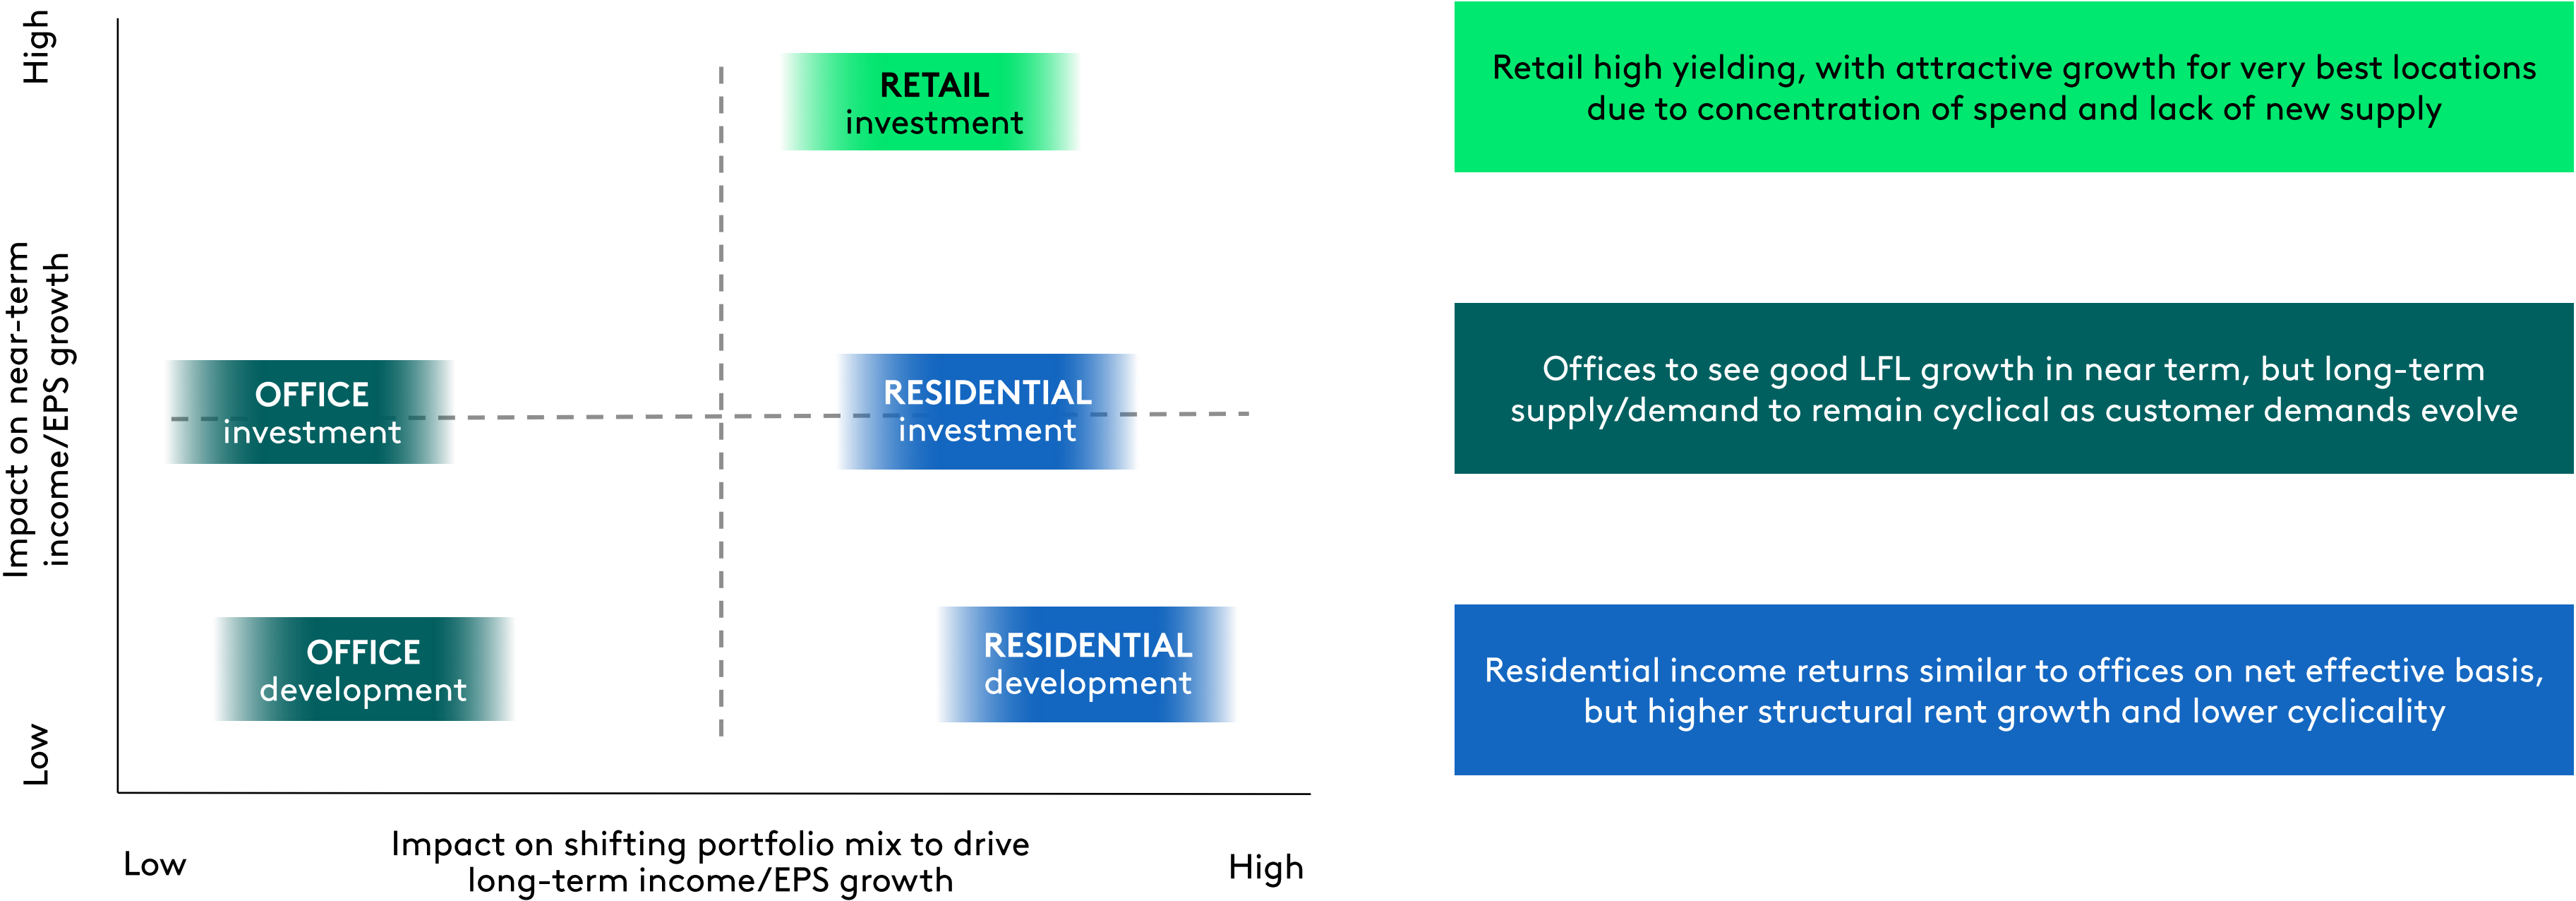 High
Impact on near-term
income/EPS growth
Low
RETAIL
investment
OFFICE
investment
RESIDENTIAL
investment
OFFICE
development
RESIDENTIAL
development
Low
Impact on shifting portfolio mix to drive
long-term income/EPS growth
High
Retail high yielding, with attractive growth for very best locations
due to concentration of spend and lack of new supply
Offices to see good LFL growth in near term, but long-term
supply/demand to remain cyclical as customer demands evolve
Residential income returns similar to offices on net effective basis,
but higher structural rent growth and lower cyclicality